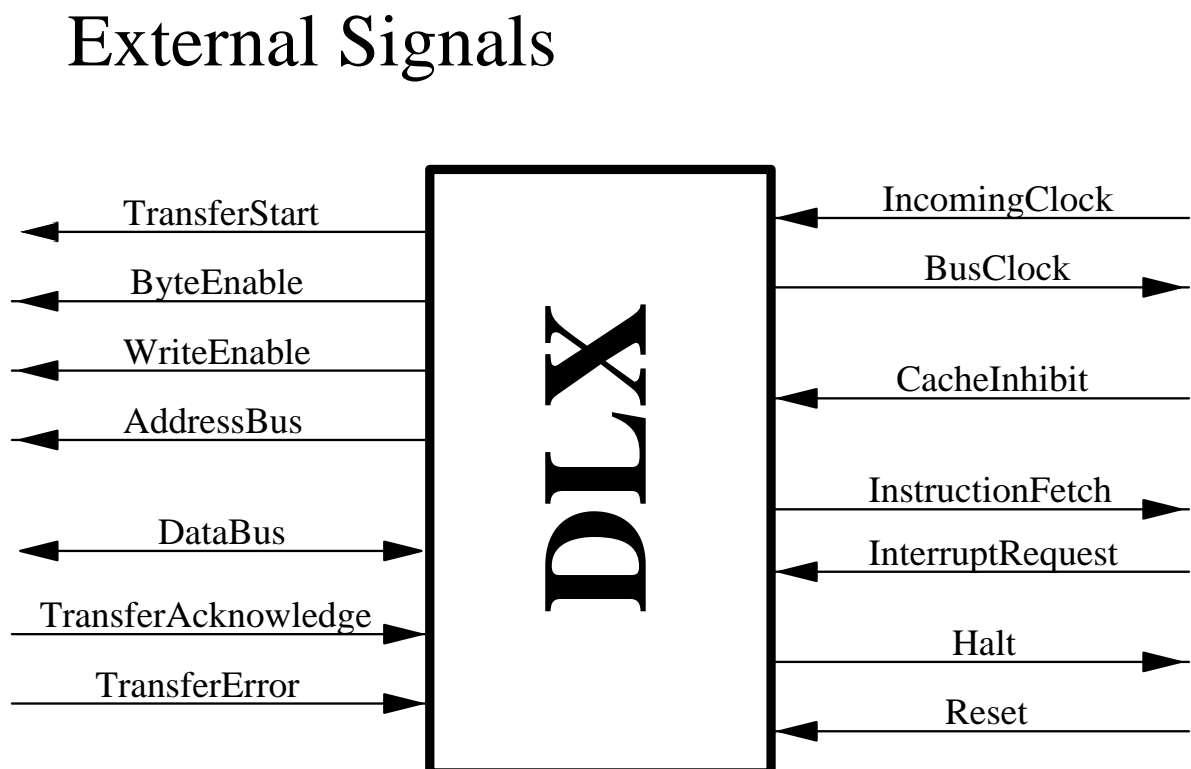 External Signals
TransferStart
ByteEnable
WriteEnable
AddressBus
DataBus
TransferAcknowledge
TransferError
DLX
IncomingClock
BusClock
CacheInhibit
InstructionFetch
InterruptRequest
Halt
Reset